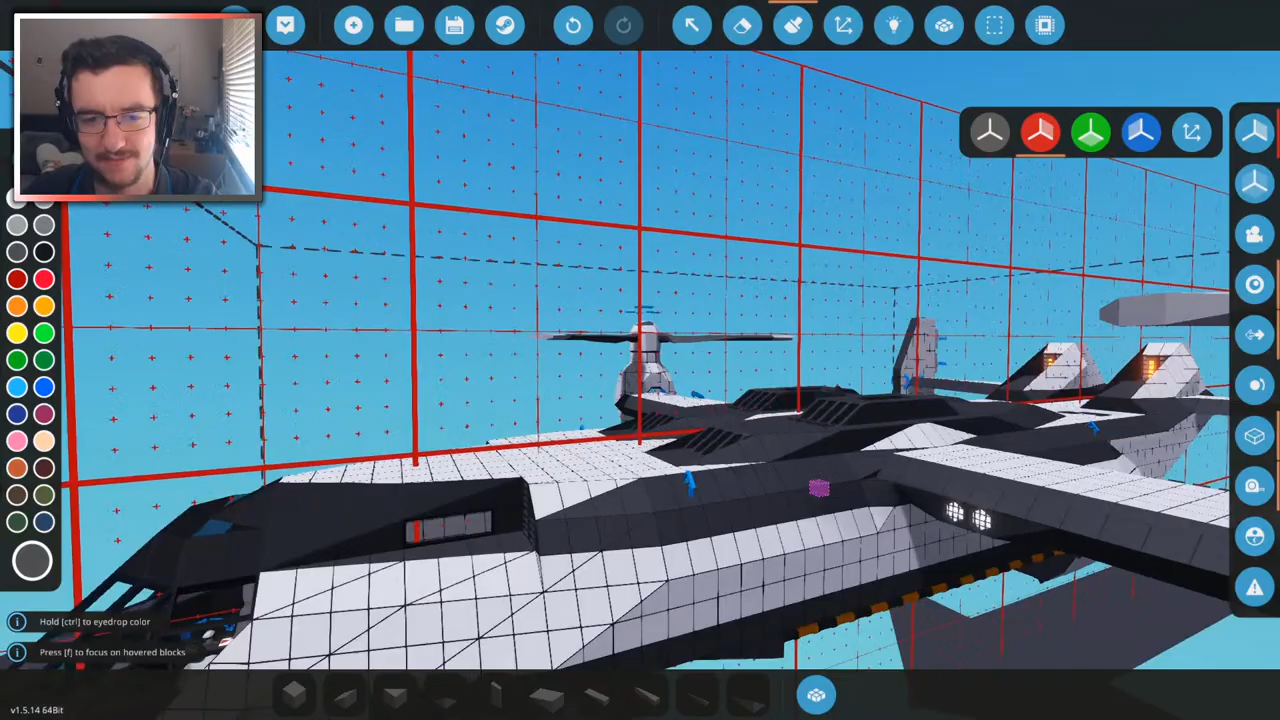 Hold [ctrl] to eyedrop color
Press [f] to focus on hovered blocks
v1.5.14 64Bit